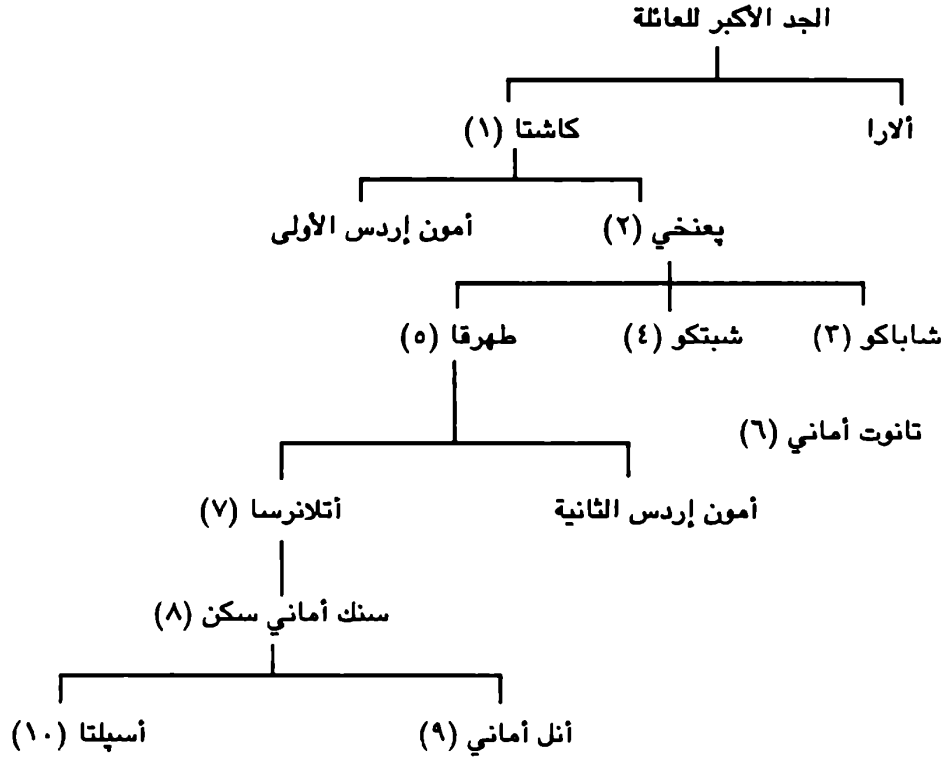 الجد الأكبر للعائلة
ألارا
كاشتا (١)
پعنخي (٢)
أمون إردس الأولى
شاباكو (٣)
شبتكو (٤)
طهرقا (٥)
تانوت أماني (٦)
أمون إردس الثانية
أتلانرسا (٧)
سنك أماني سكن (٨)
أنل أماني (٩)
أسپلتا (١٠)